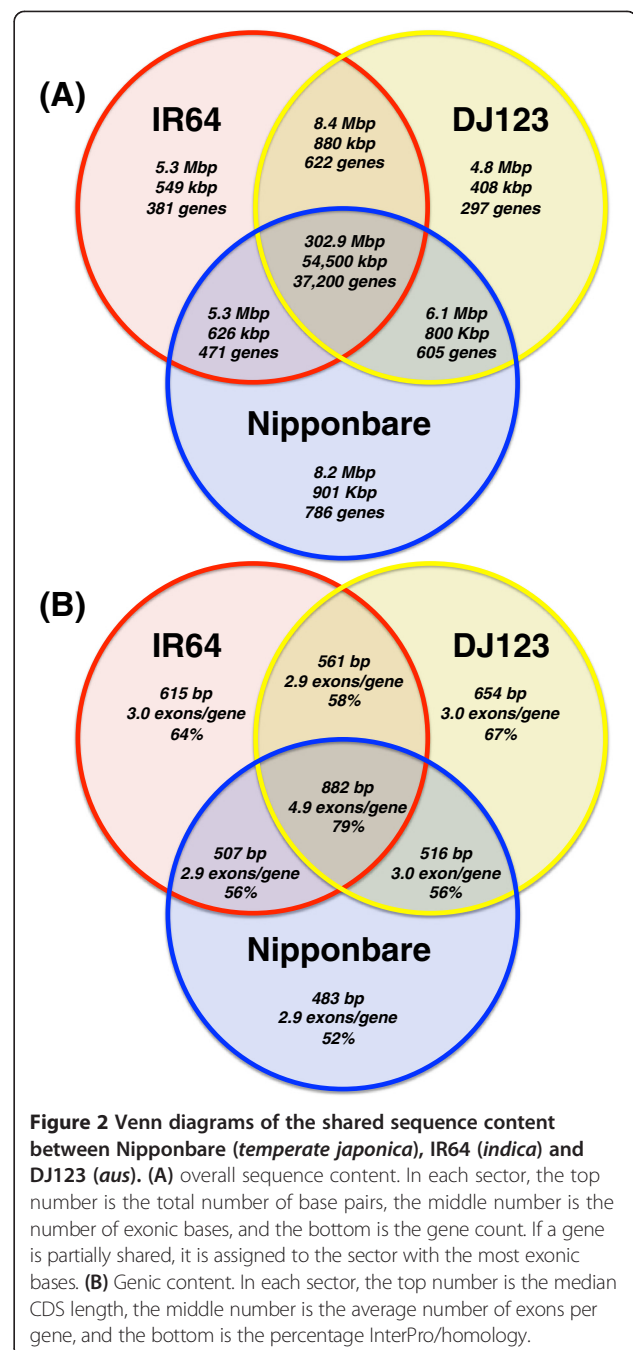 (A)
IR64
5.3 Mbp
549 kbp
381 genes
8.4 Mbp
880 kbp
622 genes
DJ123
4.8 Mbp
408 kbp
297 genes
302.9 Mbp
54,500 kbp
37,200 genes
5.3 Mbp
626 kbp
471 genes
6.1 Mbp
800 Kbp
605 genes
Nipponbare
8.2 Mbp
901 Kbp
786 genes
(B)
IR64
615 bp
3.0 exons/gene
64%
561 bp
2.9 exons/gene
58%
DJ123
654 bp
3.0 exons/gene
67%
882 bp
4.9 exons/gene
79%
507 bp
2.9 exons/gene
56%
516 bp
3.0 exon/gene
56%
Nipponbare
483 bp
2.9 exons/gene
52%
Figure 2 Venn diagrams of the shared sequence content
between Nipponbare (temperate japonica), IR64 (indica) and
DJ123 (aus). (A) overall sequence content. In each sector, the top
number is the total number of base pairs, the middle number is the
number of exonic bases, and the bottom is the gene count. If a gene
is partially shared, it is assigned to the sector with the most exonic
bases. (B) Genic content. In each sector, the top number is the median
CDS length, the middle number is the average number of exons per
gene, and the bottom is the percentage InterPro/homology.